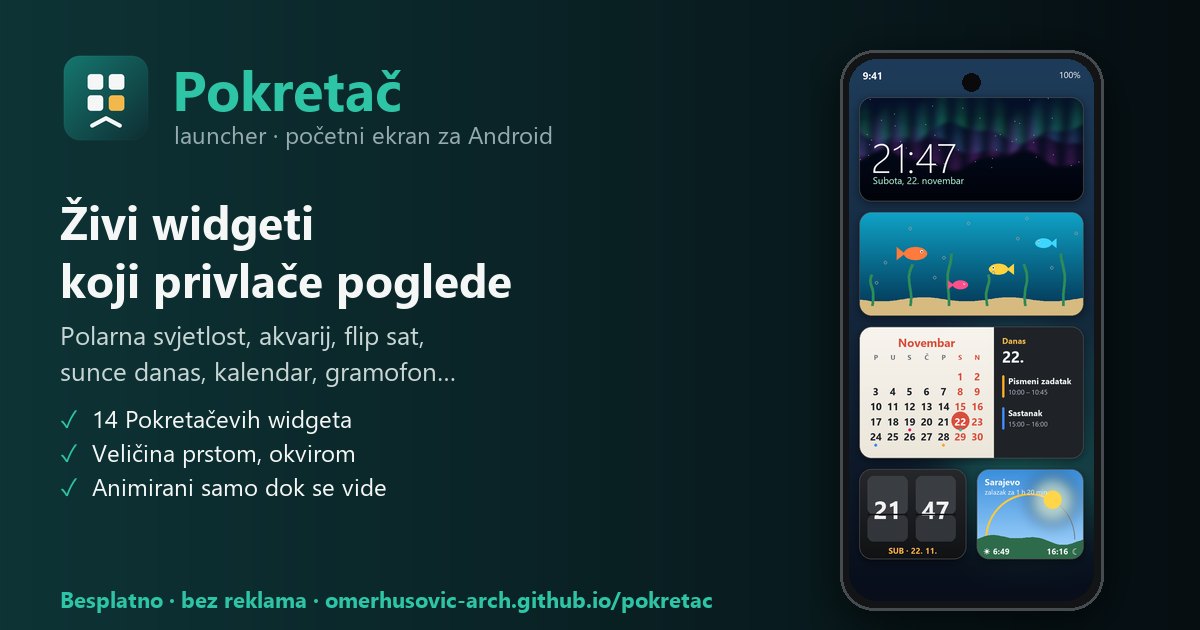 Pokretač
launcher · početni ekran za Android
Živi widgeti
koji privlače poglede
Polarna svjetlost, akvarij, flip sat,
sunce danas, kalendar, gramofon...
✓ 14 Pokretačevih widgeta
✓ Veličina prstom, okvirom
✓ Animirani samo dok se vide
Besplatno · bez reklama · omerhusovic-arch.github.io/pokretac
9:41 100%
21:47
Subota, 22. novembar
Novembar
P U S Č P S N
1 2
3 4 5 6 7 8 9
10 11 12 13 14 15 16
17 18 19 20 21 22 23
24 25 26 27 28 29 30
Danas
22.
Pismeni zadatak
10:00 – 10:45
Sastanak
15:00 – 16:00
21 47
SUB · 22. 11.
Sarajevo
zalazak za 1 h 20 min
☀ 6:49 16:16 ☾